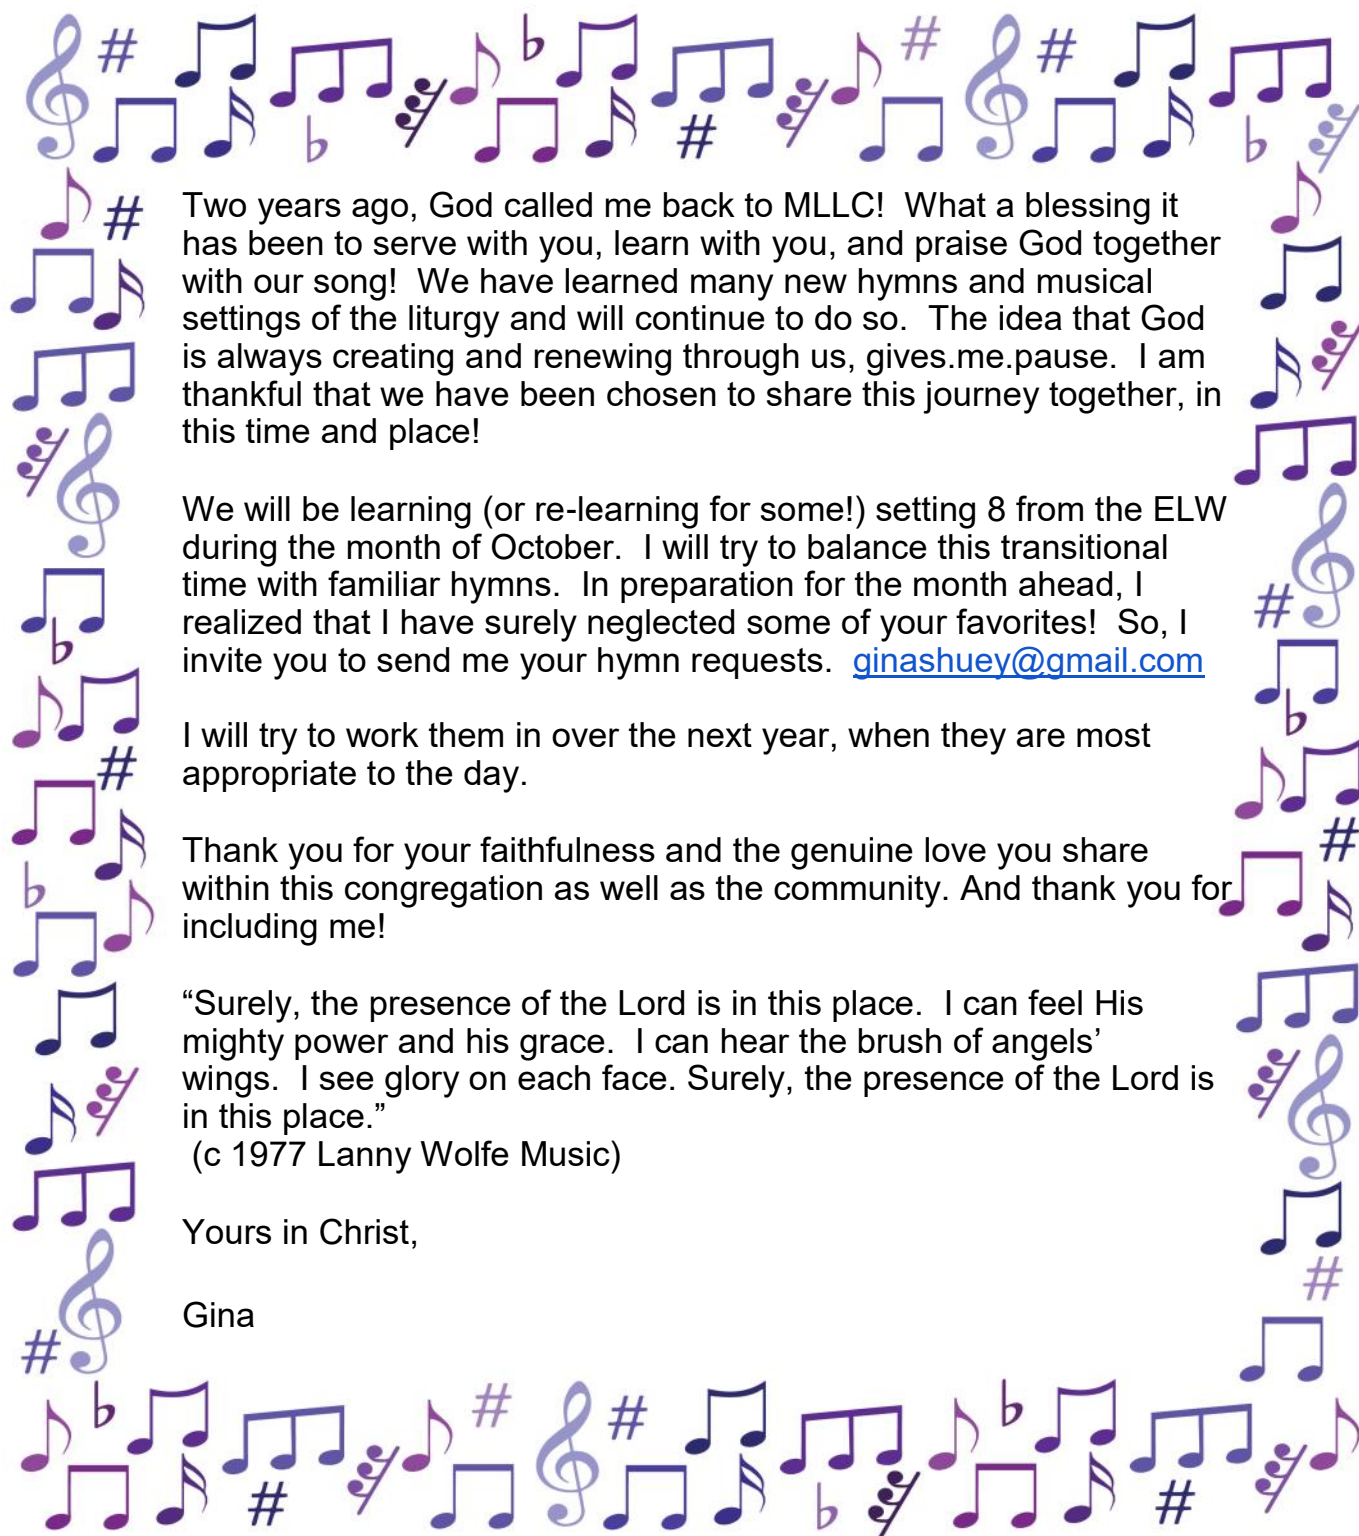 Two years ago, God called me back to MLLC!  What a blessing it
has been to serve with you, learn with you, and praise God together
with our song!  We have learned many new hymns and musical
settings of the liturgy and will continue to do so.  The idea that God
is always creating and renewing through us, gives.me.pause.  I am
thankful that we have been chosen to share this journey together, in
this time and place!
We will be learning (or re-learning for some!) setting 8 from the ELW
during the month of October.  I will try to balance this transitional
time with familiar hymns.  In preparation for the month ahead, I
realized that I have surely neglected some of your favorites!  So, I
invite you to send me your hymn requests.  ginashuey@gmail.com
I will try to work them in over the next year, when they are most
appropriate to the day.
Thank you for your faithfulness and the genuine love you share
within this congregation as well as the community. And thank you for
including me!
“Surely, the presence of the Lord is in this place.  I can feel His
mighty power and his grace.  I can hear the brush of angels’
wings.  I see glory on each face. Surely, the presence of the Lord is
in this place.”
(c 1977 Lanny Wolfe Music)
Yours in Christ,
Gina